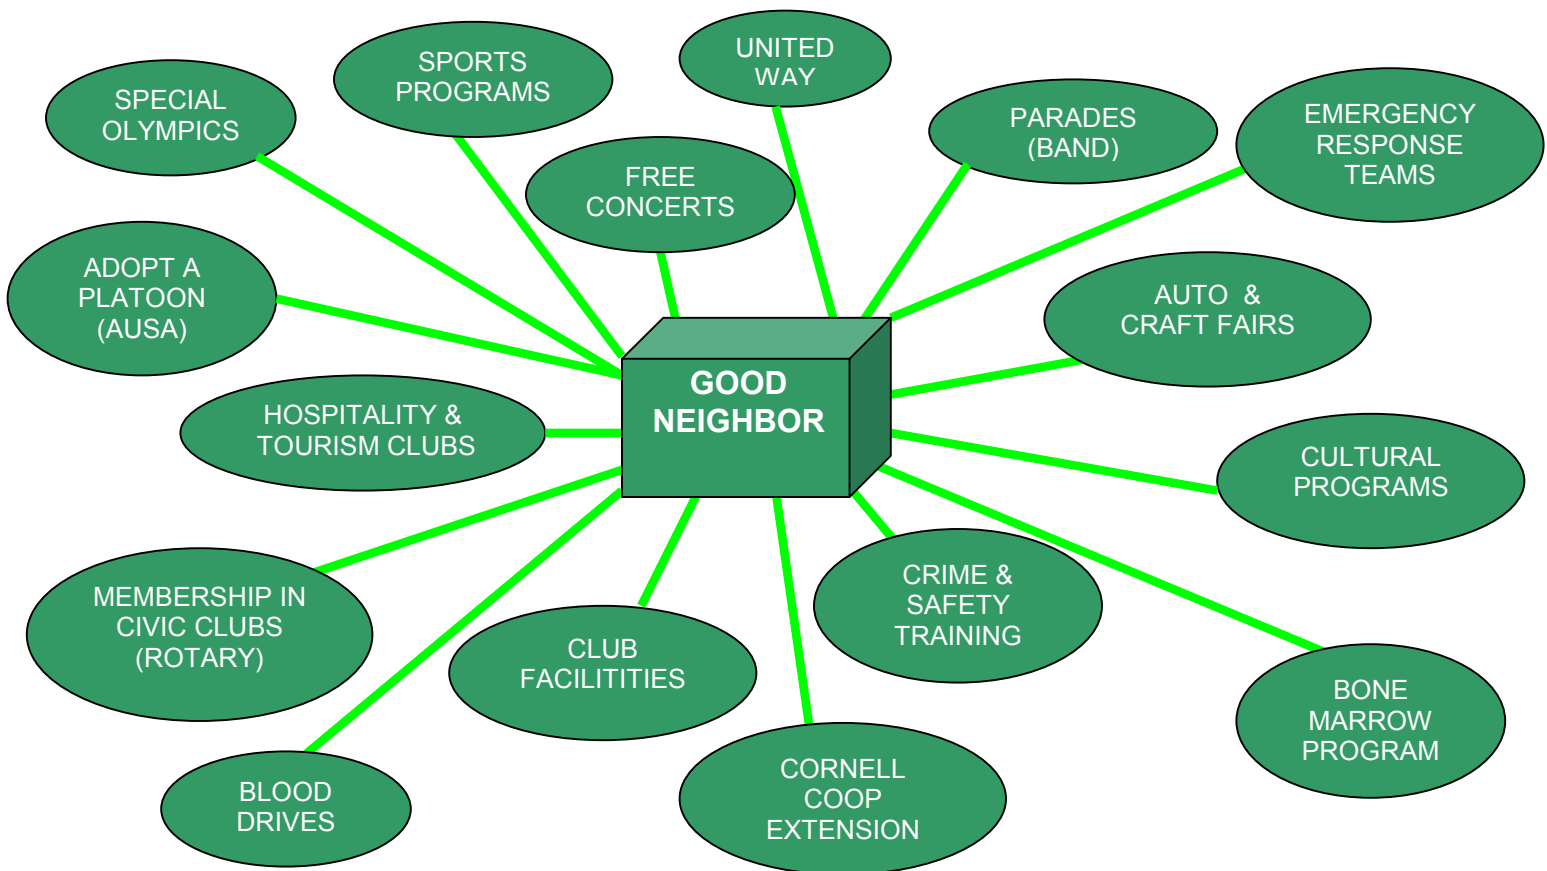 SPECIAL
OLYMPICS
SPORTS
PROGRAMS
UNITED
WAY
FREE
CONCERTS
PARADES
(BAND)
EMERGENCY
RESPONSE
TEAMS
ADOPT A
PLATOON
(AUSA)
AUTO &
CRAFT FAIRS
GOOD
NEIGHBOR
HOSPITALITY &
TOURISM CLUBS
CULTURAL
PROGRAMS
MEMBERSHIP IN
CIVIC CLUBS
(ROTARY)
CLUB
FACILITITIES
CRIME &
SAFETY
TRAINING
BONE
MARROW
PROGRAM
BLOOD
DRIVES
CORNELL
COOP
EXTENSION